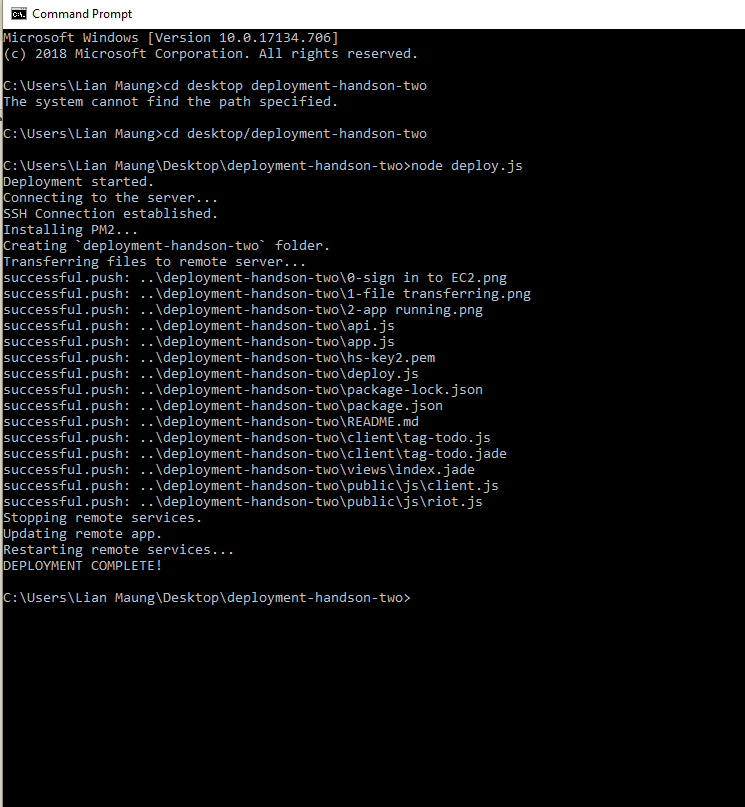 Command Prompt
Microsoft Windows [Version 10.0.17134.706]
(c) 2018 Microsoft Corporation. All rights reserved.
C:\Users\Lian Maung>cd desktop deployment-handson-two
The system cannot find the path specified.
C:\Users\Lian Maung>cd desktop/deployment-handson-two
C:\Users\Lian Maung\Desktop\deployment-handson-two>node deploy.js
Deployment started.
Connecting to the server...
SSH Connection established.
Installing PM2...
Creating `deployment-handson-two` folder.
Transferring files to remote server...
successful.push: ..\deployment-handson-two\0-sign in to EC2.png
successful.push: ..\deployment-handson-two\1-file transferring.png
successful.push: ..\deployment-handson-two\2-app running.png
successful.push: ..\deployment-handson-two\api.js
successful.push: ..\deployment-handson-two\app.js
successful.push: ..\deployment-handson-two\hs-key2.pem
successful.push: ..\deployment-handson-two\deploy.js
successful.push: ..\deployment-handson-two\package-lock.json
successful.push: ..\deployment-handson-two\package.json
successful.push: ..\deployment-handson-two\README.md
successful.push: ..\deployment-handson-two\client\tag-todo.js
successful.push: ..\deployment-handson-two\client\tag-todo.jade
successful.push: ..\deployment-handson-two\views\index.jade
successful.push: ..\deployment-handson-two\public\js\client.js
successful.push: ..\deployment-handson-two\public\js\riot.js
Stopping remote services.
Updating remote app.
Restarting remote services...
DEPLOYMENT COMPLETE!
C:\Users\Lian Maung\Desktop\deployment-handson-two>